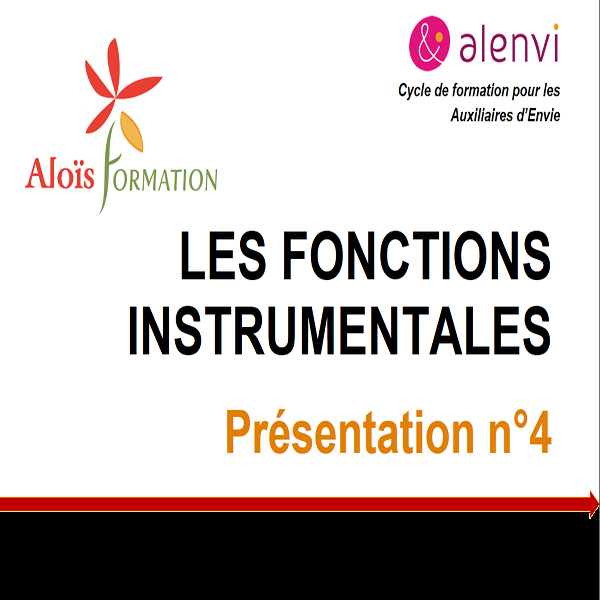 & alenvi
Cycle de formation pour les
Auxiliaires d'Envie
Aloïs FORMATION
LES FONCTIONS
INSTRUMENTALES
Présentation n°4